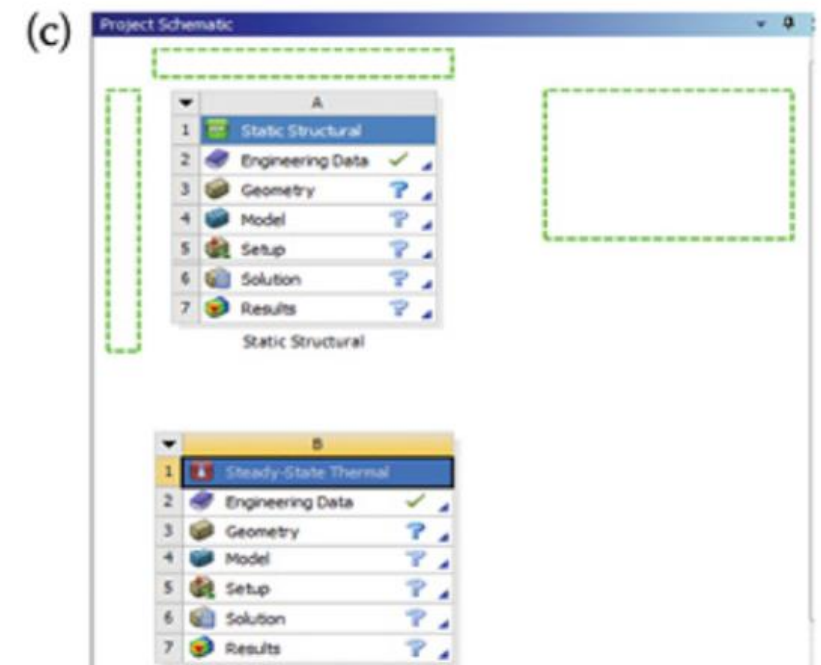 (c)
Project Schematic
A
1 Static Structural
2 Engineering Data
3 Geometry ?
4 Model ?
5 Setup ?
6 Solution ?
7 Results ?
Static Structural
B
1 Steady-State Thermal
2 Engineering Data
3 Geometry ?
4 Model ?
5 Setup ?
6 Solution ?
7 Results ?